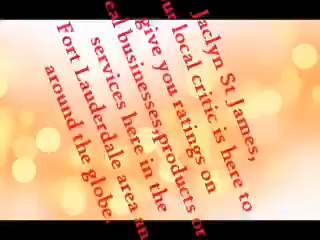 Jaclyn St James,
ur local critic is here to
give you ratings on
cal businesses,products or
services here in the
Fort Lauderdale area an
around the globe.